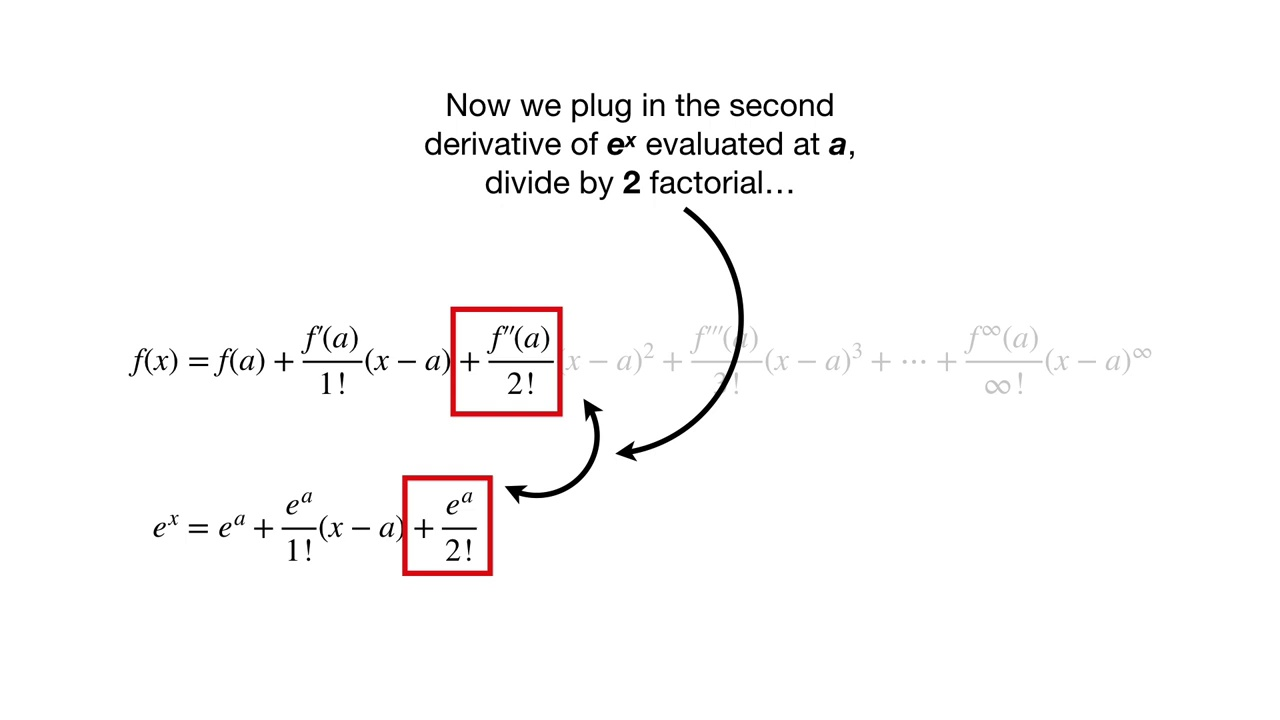 Now we plug in the second
derivative of eˣ evaluated at a,
divide by 2 factorial…
f(x) = f(a) + f′(a)/1! (x − a) + f″(a)/2! (x − a)² + f‴(a)/3! (x − a)³ + ⋯ + f^∞(a)/∞! (x − a)^∞
eˣ = eᵃ + eᵃ/1! (x − a) + eᵃ/2!